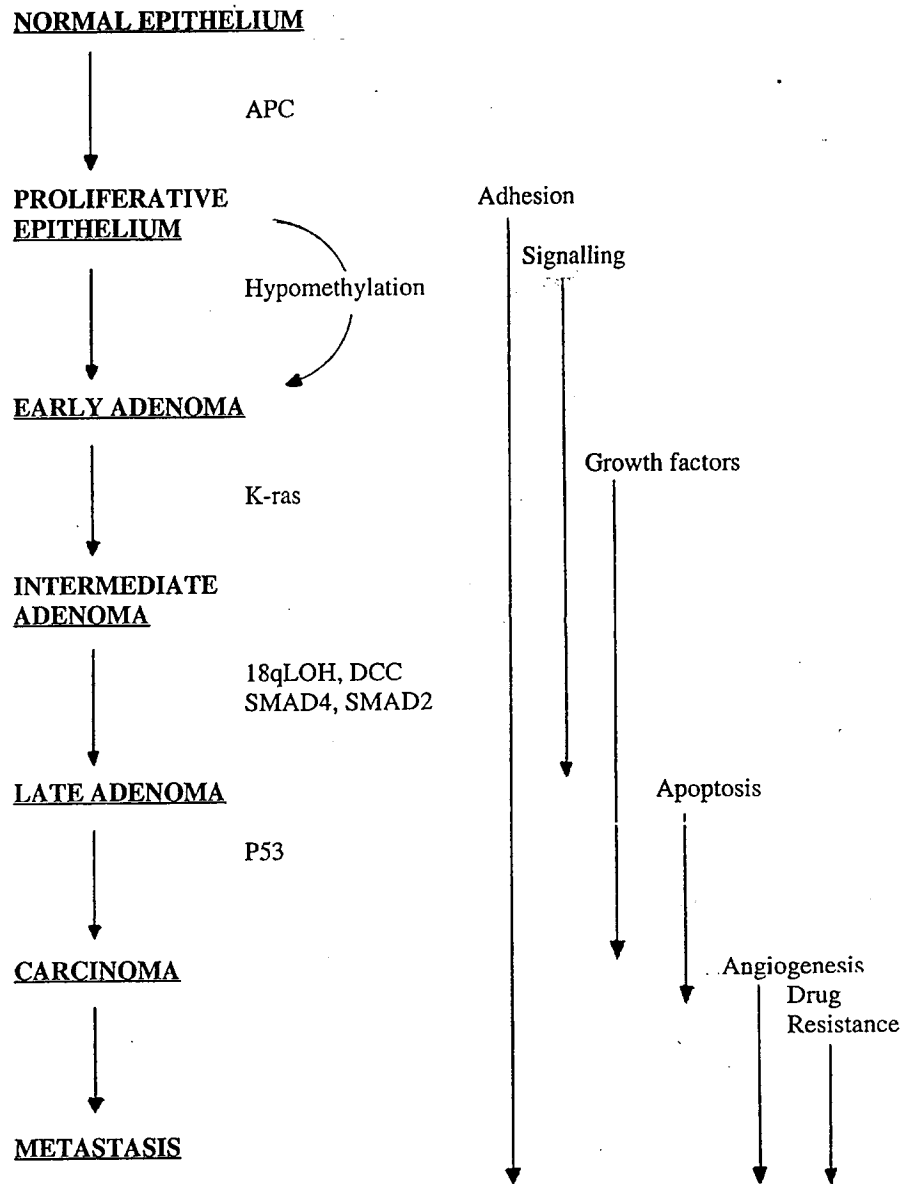 NORMAL EPITHELIUM
APC
PROLIFERATIVE
EPITHELIUM
Adhesion
Signalling
Hypomethylation
EARLY ADENOMA
Growth factors
K-ras
INTERMEDIATE
ADENOMA
18qLOH, DCC
SMAD4, SMAD2
LATE ADENOMA
Apoptosis
P53
CARCINOMA
Angiogenesis
Drug
Resistance
METASTASIS